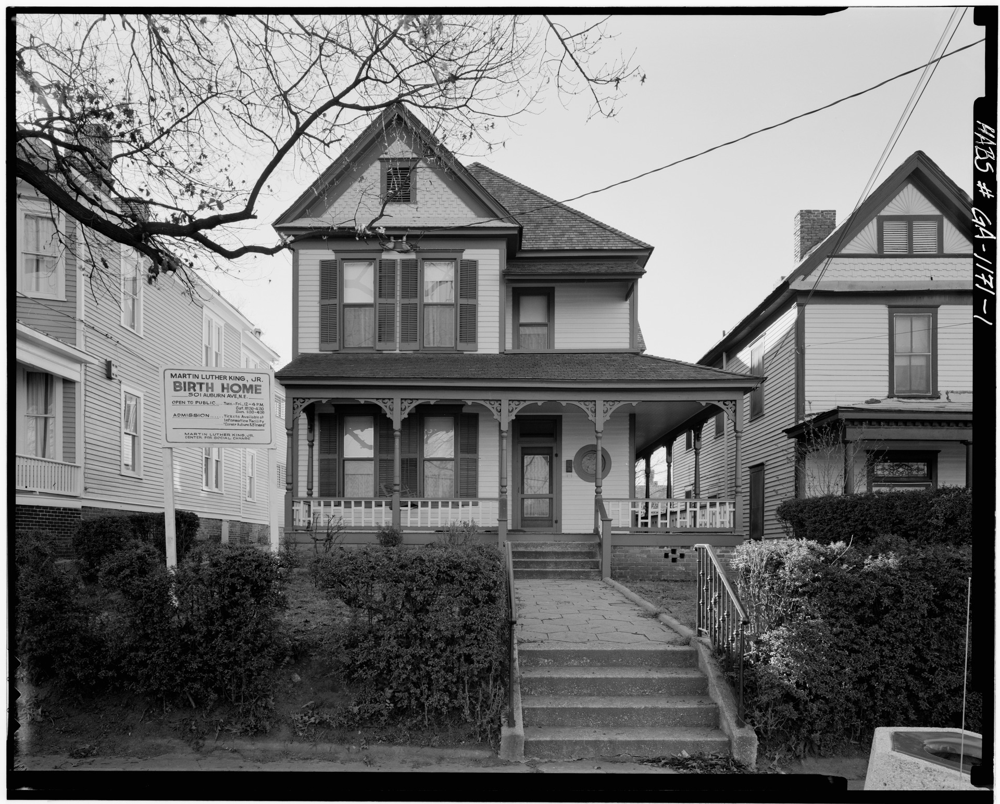 MARTIN LUTHER KING, JR.
BIRTH HOME
501 AUBURN AVE, N.E.
OPEN TO PUBLIC.... Tues.-Fri., 12-4 P.M.
Sat. 10:30-4:30
Sun. 1:30-4:30
ADMISSION...... Tickets Available at
Information Facility
"Corner Auburn & Blevard"
MARTIN LUTHER KING, JR.
CENTER FOR SOCIAL CHANGE
HABS # GA-1171-1